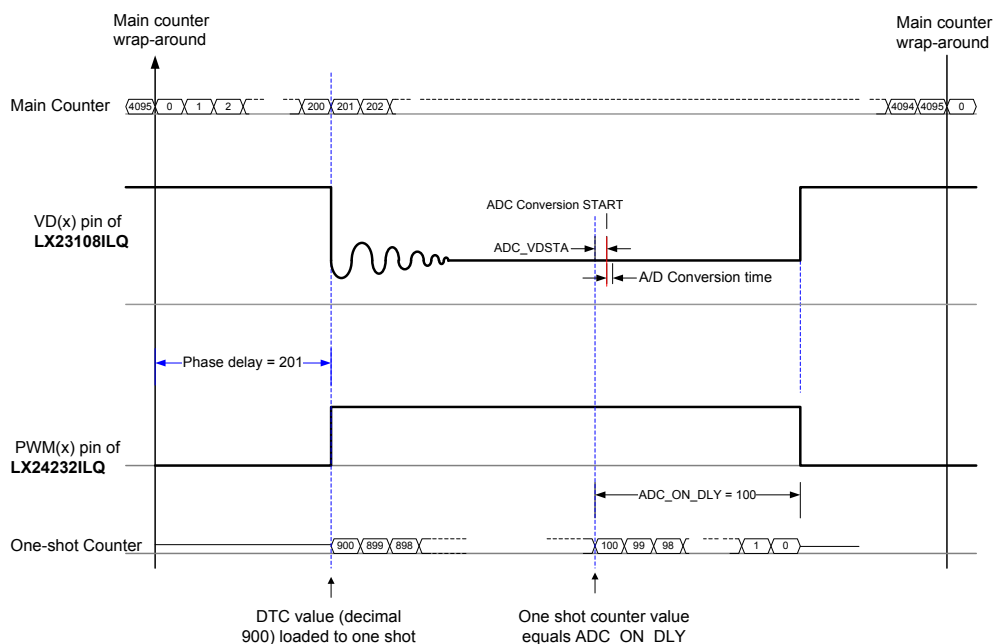 Main counter
wrap-around
Main counter
wrap-around
Main Counter
4095 0 1 2 200 201 202 4094 4095 0
ADC Conversion START
VD(x) pin of
LX23108ILQ
ADC_VDSTA
A/D Conversion time
Phase delay = 201
PWM(x) pin of
LX24232ILQ
ADC_ON_DLY = 100
One-shot Counter
900 899 898 100 99 98 1 0
DTC value (decimal
900) loaded to one shot
One shot counter value
equals ADC_ON_DLY